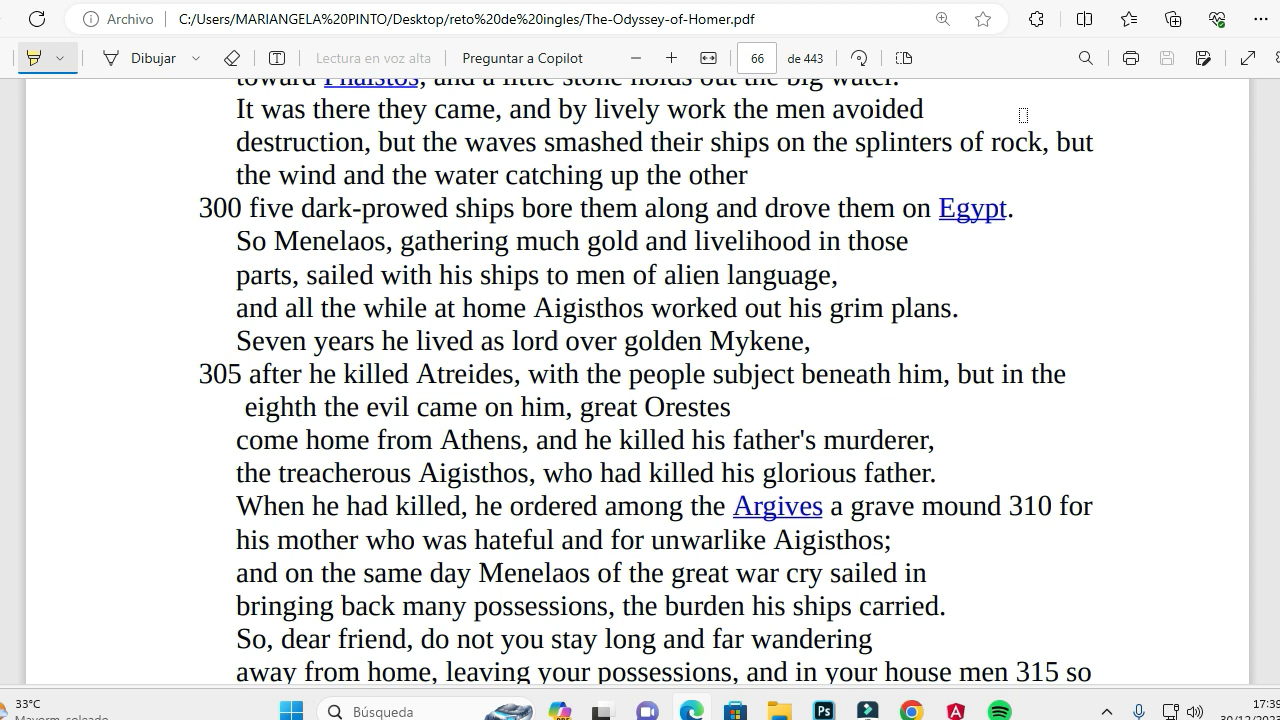 Archivo C:/Users/MARIANGELA%20PINTO/Desktop/reto%20de%20ingles/The-Odyssey-of-Homer.pdf
Dibujar Lectura en voz alta Preguntar a Copilot 66 de 443
toward Phaistos, and a little stone holds out the big water.
It was there they came, and by lively work the men avoided
destruction, but the waves smashed their ships on the splinters of rock, but
the wind and the water catching up the other
300 five dark-prowed ships bore them along and drove them on Egypt.
So Menelaos, gathering much gold and livelihood in those
parts, sailed with his ships to men of alien language,
and all the while at home Aigisthos worked out his grim plans.
Seven years he lived as lord over golden Mykene,
305 after he killed Atreides, with the people subject beneath him, but in the
eighth the evil came on him, great Orestes
come home from Athens, and he killed his father's murderer,
the treacherous Aigisthos, who had killed his glorious father.
When he had killed, he ordered among the Argives a grave mound 310 for
his mother who was hateful and for unwarlike Aigisthos;
and on the same day Menelaos of the great war cry sailed in
bringing back many possessions, the burden his ships carried.
So, dear friend, do not you stay long and far wandering
away from home, leaving your possessions, and in your house men 315 so
33°C
Búsqueda
Ps